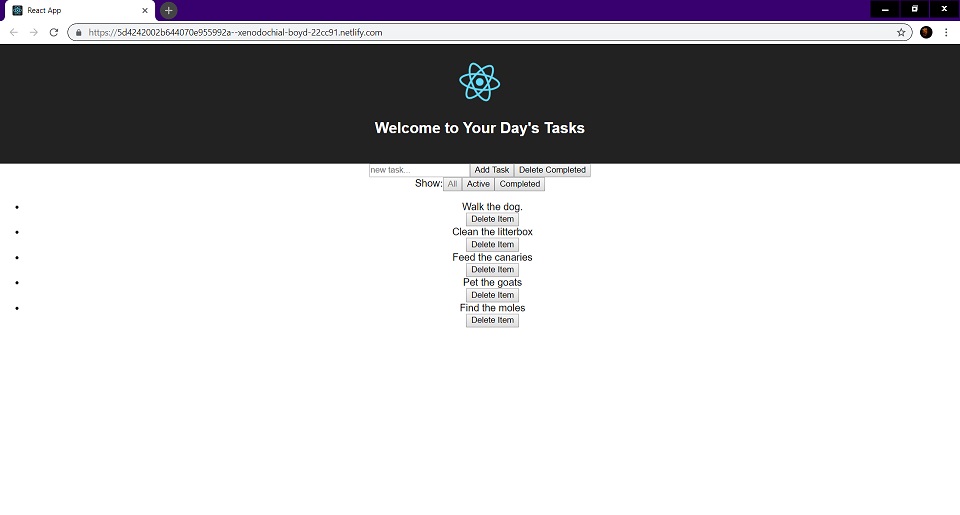 React App
https://5d4242002b644070e955992a--xenodochial-boyd-22cc91.netlify.com
Welcome to Your Day's Tasks
new task... Add Task Delete Completed
Show: All Active Completed
Walk the dog.
Delete Item
Clean the litterbox
Delete Item
Feed the canaries
Delete Item
Pet the goats
Delete Item
Find the moles
Delete Item